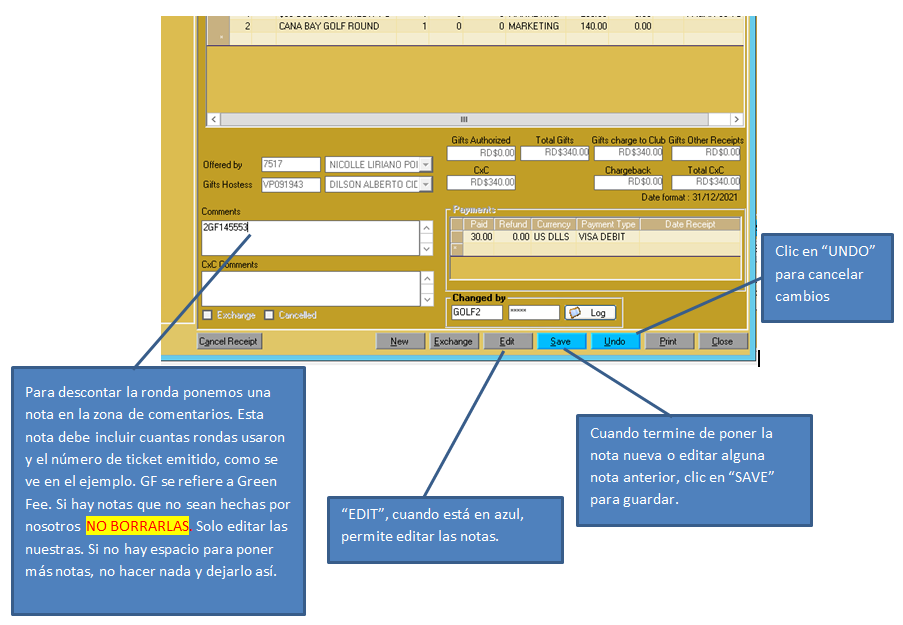 2 CANA BAY GOLF ROUND 1 0 0 MARKETING 140.00 0.00
Gifts Authorized Total Gifts Gifts charge to Club Gifts Other Receipts
RD$0.00 RD$340.00 RD$340.00 RD$0.00
Offered by 7517 NICOLLE LIRIANO POI
CxC Chargeback Total CxC
Gifts Hostess VP091943 DILSON ALBERTO CID
RD$340.00 RD$0.00 RD$340.00
Date format : 31/12/2021
Comments
2GF145553
Payments
Paid Refund Currency Payment Type Date Receipt
30.00 0.00 US DLLS VISA DEBIT
CxC Comments
Exchange Cancelled
Changed by
GOLF2 ***** Log
Cancel Receipt New Exchange Edit Save Undo Print Close
Clic en “UNDO”
para cancelar
cambios
Para descontar la ronda ponemos una
nota en la zona de comentarios. Esta
nota debe incluir cuantas rondas usaron
y el número de ticket emitido, como se
ve en el ejemplo. GF se refiere a Green
Fee. Si hay notas que no sean hechas por
nosotros NO BORRARLAS. Solo editar las
nuestras. Si no hay espacio para poner
más notas, no hacer nada y dejarlo así.
“EDIT”, cuando está en azul,
permite editar las notas.
Cuando termine de poner la
nota nueva o editar alguna
nota anterior, clic en “SAVE”
para guardar.